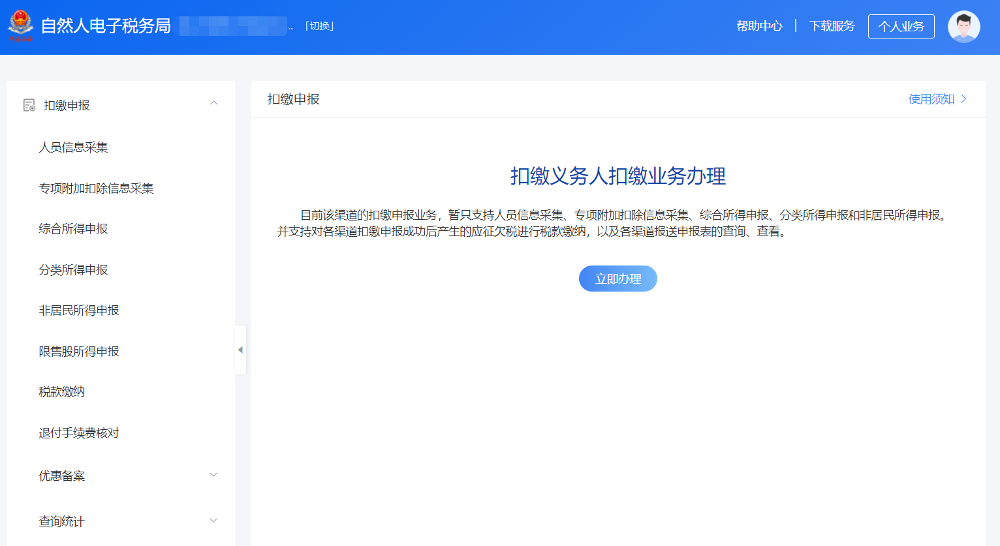 自然人电子税务局
..
「切换」
帮助中心
下载服务
个人业务
扣缴申报
人员信息采集
专项附加扣除信息采集
综合所得申报
分类所得申报
非居民所得申报
限售股所得申报
税款缴纳
退付手续费核对
优惠备案
查询统计
扣缴申报
使用须知
扣缴义务人扣缴业务办理
目前该渠道的扣缴申报业务，暂只支持人员信息采集、专项附加扣除信息采集、综合所得申报、分类所得申报和非居民所得申报。
并支持对各渠道扣缴申报成功后产生的应征欠税进行税款缴纳，以及各渠道报送申报表的查询、查看。
立即办理